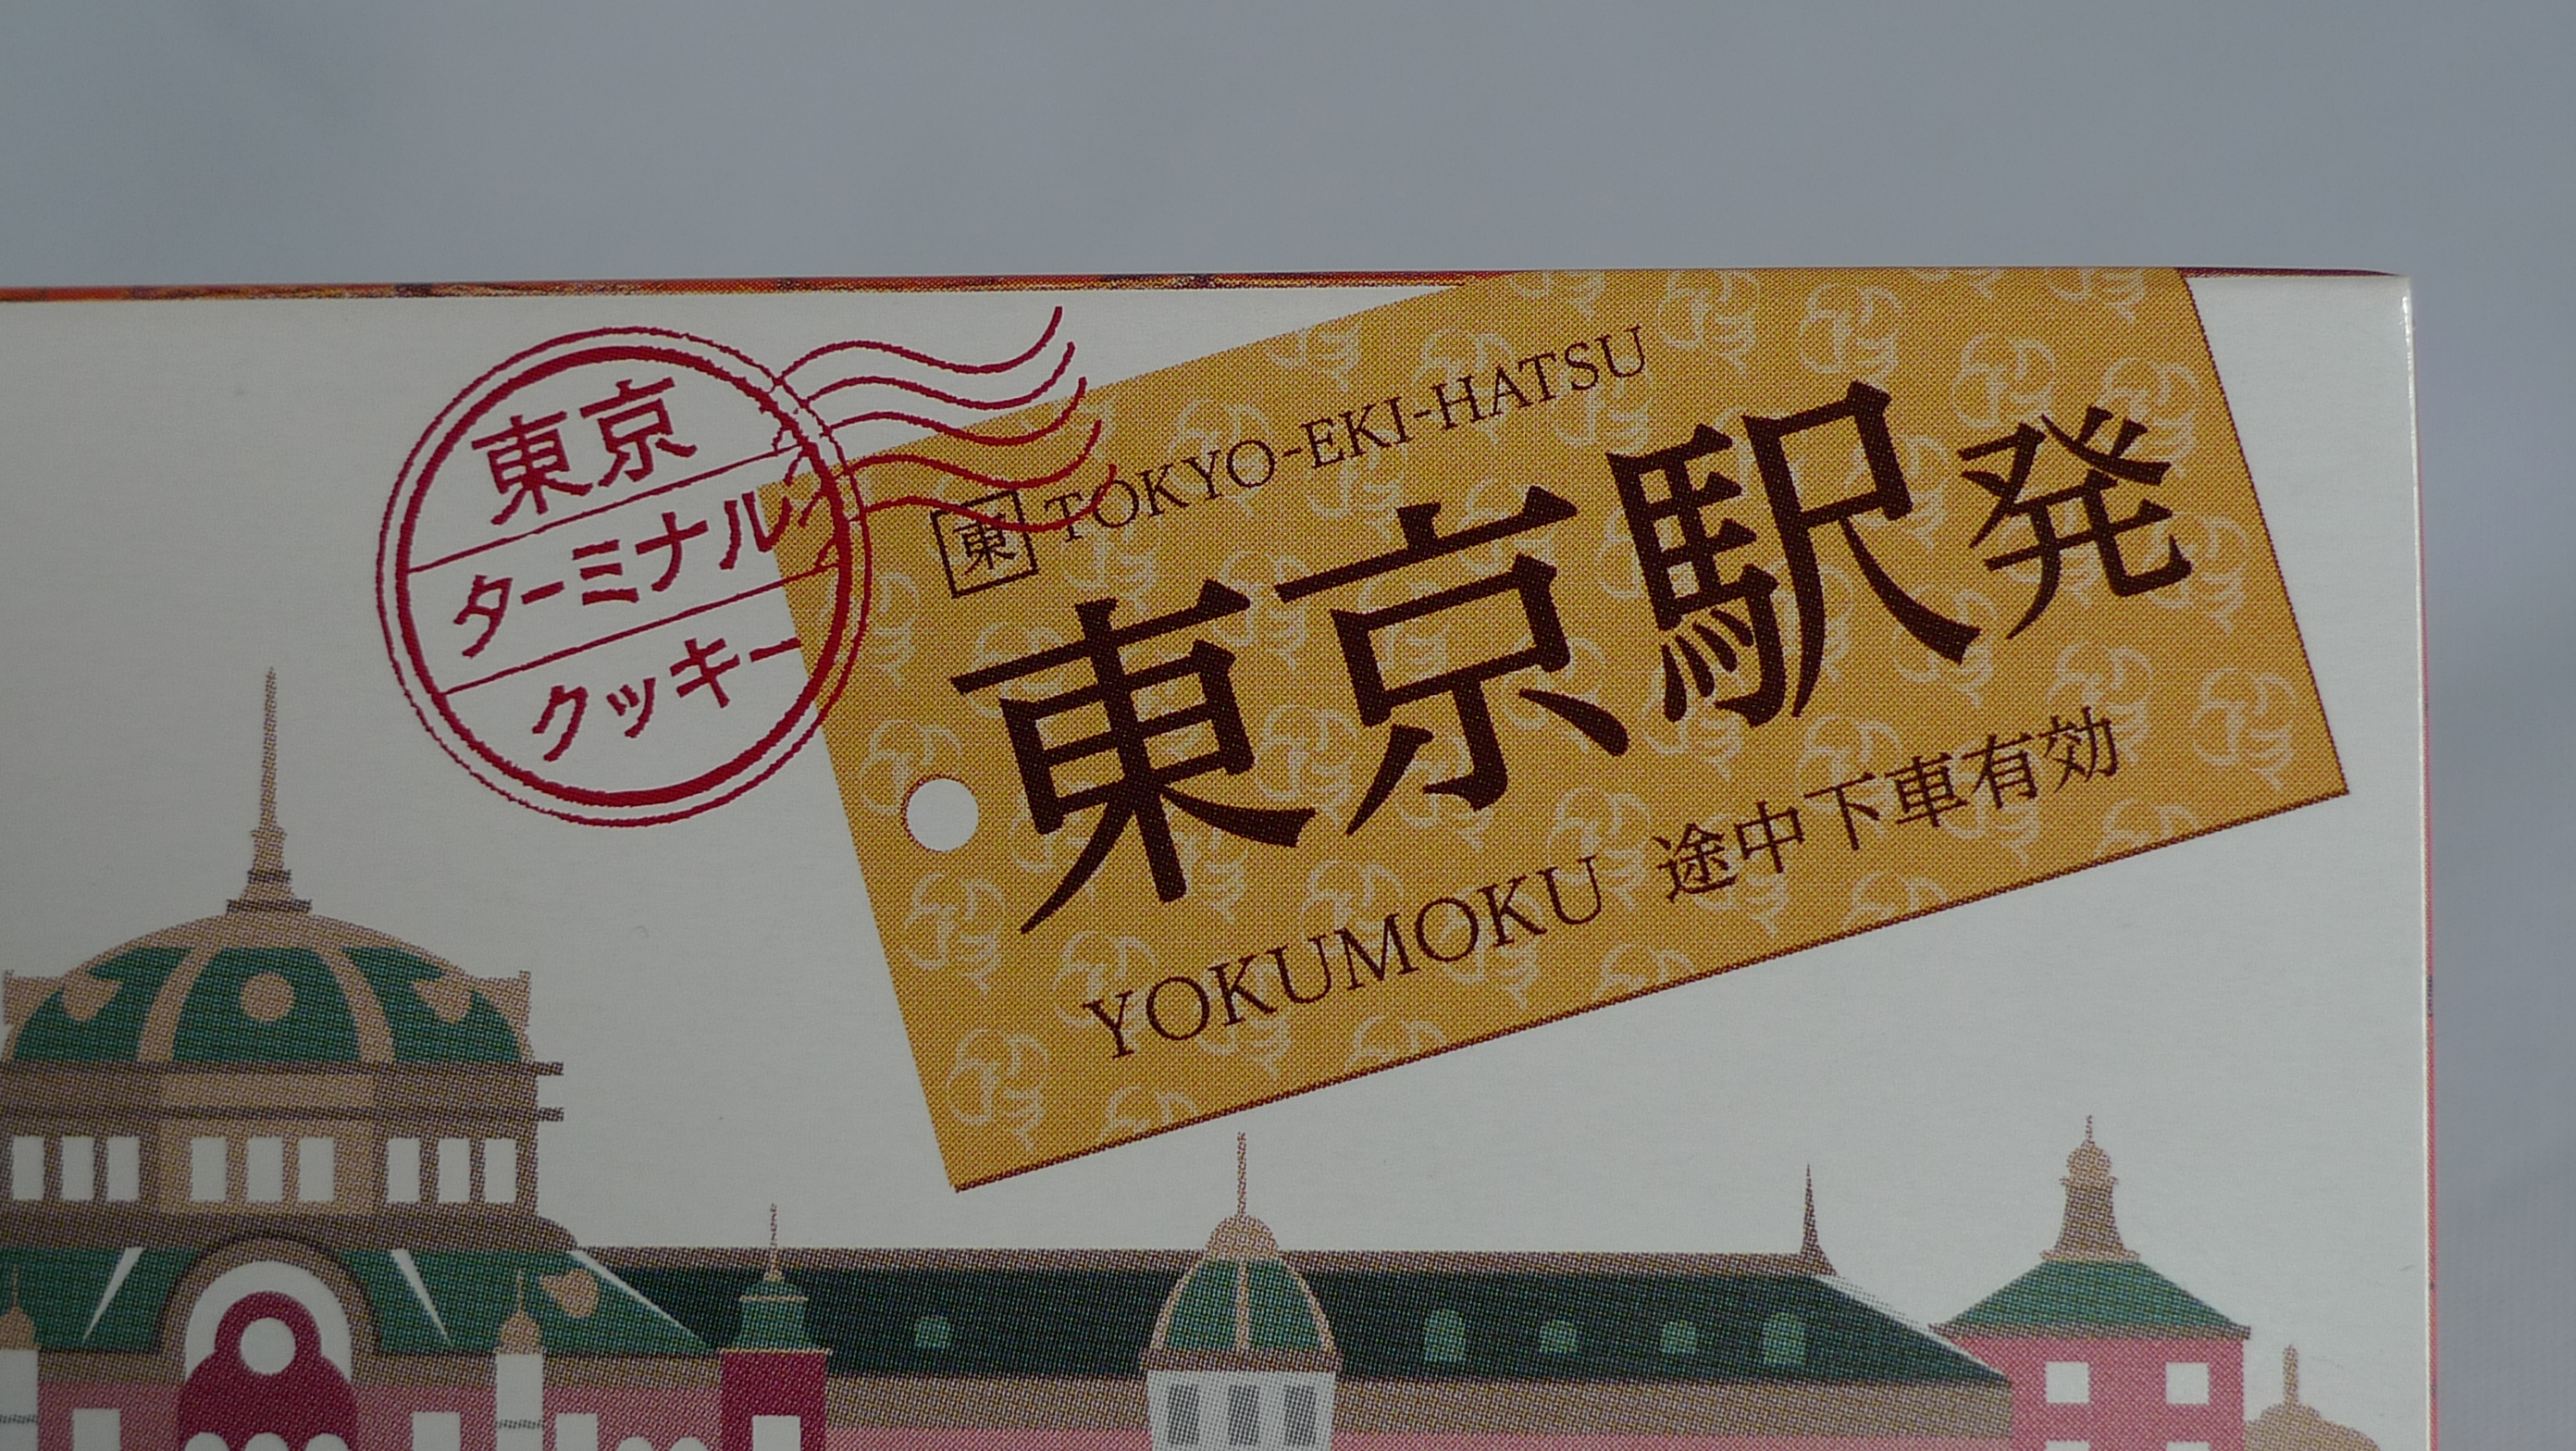 東京
ターミナル
クッキー
東 TOKYO-EKI-HATSU
東京駅発
YOKUMOKU 途中下車有効